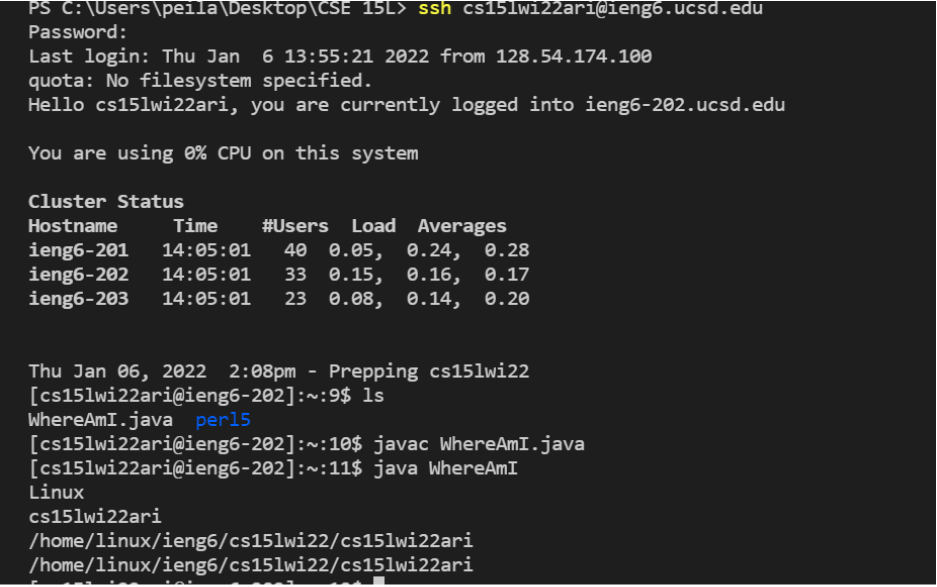 PS C:\Users\peila\Desktop\CSE 15L> ssh cs15lwi22ari@ieng6.ucsd.edu
Password:
Last login: Thu Jan  6 13:55:21 2022 from 128.54.174.100
quota: No filesystem specified.
Hello cs15lwi22ari, you are currently logged into ieng6-202.ucsd.edu
You are using 0% CPU on this system
Cluster Status
Hostname     Time    #Users  Load  Averages
ieng6-201   14:05:01   40  0.05,  0.24,  0.28
ieng6-202   14:05:01   33  0.15,  0.16,  0.17
ieng6-203   14:05:01   23  0.08,  0.14,  0.20
Thu Jan 06, 2022  2:08pm - Prepping cs15lwi22
[cs15lwi22ari@ieng6-202]:~:9$ ls
WhereAmI.java  perl5
[cs15lwi22ari@ieng6-202]:~:10$ javac WhereAmI.java
[cs15lwi22ari@ieng6-202]:~:11$ java WhereAmI
Linux
cs15lwi22ari
/home/linux/ieng6/cs15lwi22/cs15lwi22ari
/home/linux/ieng6/cs15lwi22/cs15lwi22ari